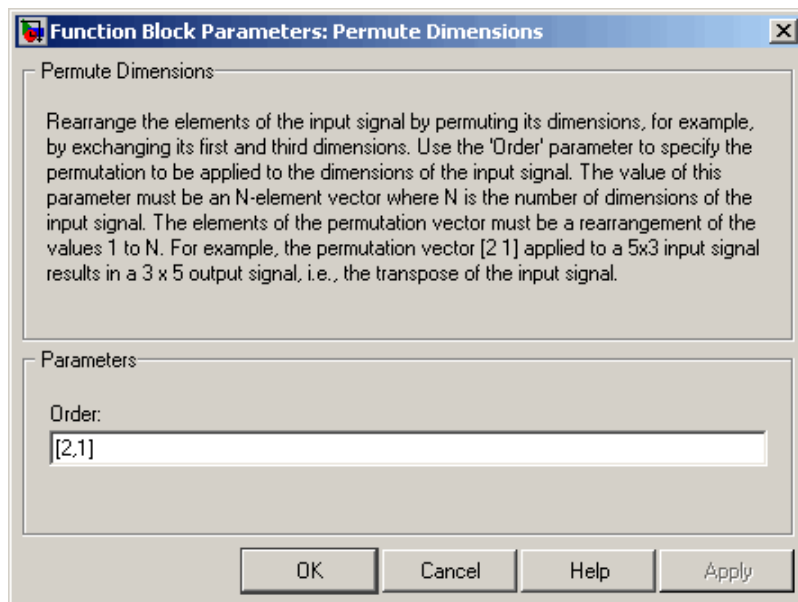 Function Block Parameters: Permute Dimensions
Permute Dimensions
Rearrange the elements of the input signal by permuting its dimensions, for example,
by exchanging its first and third dimensions. Use the 'Order' parameter to specify the
permutation to be applied to the dimensions of the input signal. The value of this
parameter must be an N-element vector where N is the number of dimensions of the
input signal. The elements of the permutation vector must be a rearrangement of the
values 1 to N. For example, the permutation vector [2 1] applied to a 5x3 input signal
results in a 3 x 5 output signal, i.e., the transpose of the input signal.
Parameters
Order:
[2,1]
OK Cancel Help Apply